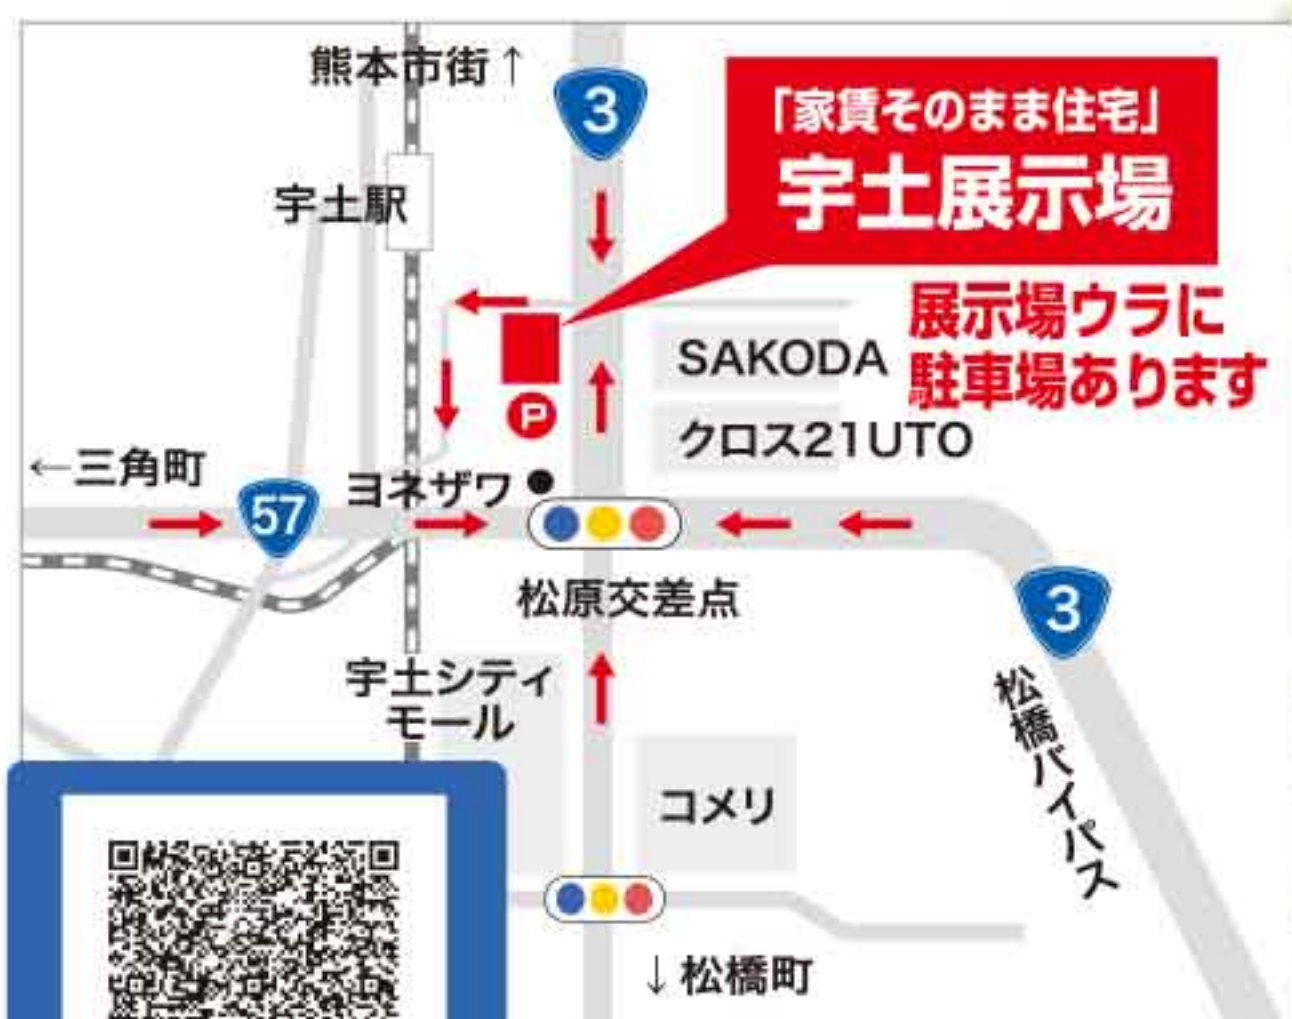 熊本市街↑
3
「家賃そのまま住宅」
宇土展示場
宇土駅
展示場ウラに
駐車場あります
SAKODA
P
クロス21UTO
←三角町
57
ヨネザワ
松原交差点
3
宇土シティ
モール
松橋バイパス
コメリ
↓松橋町